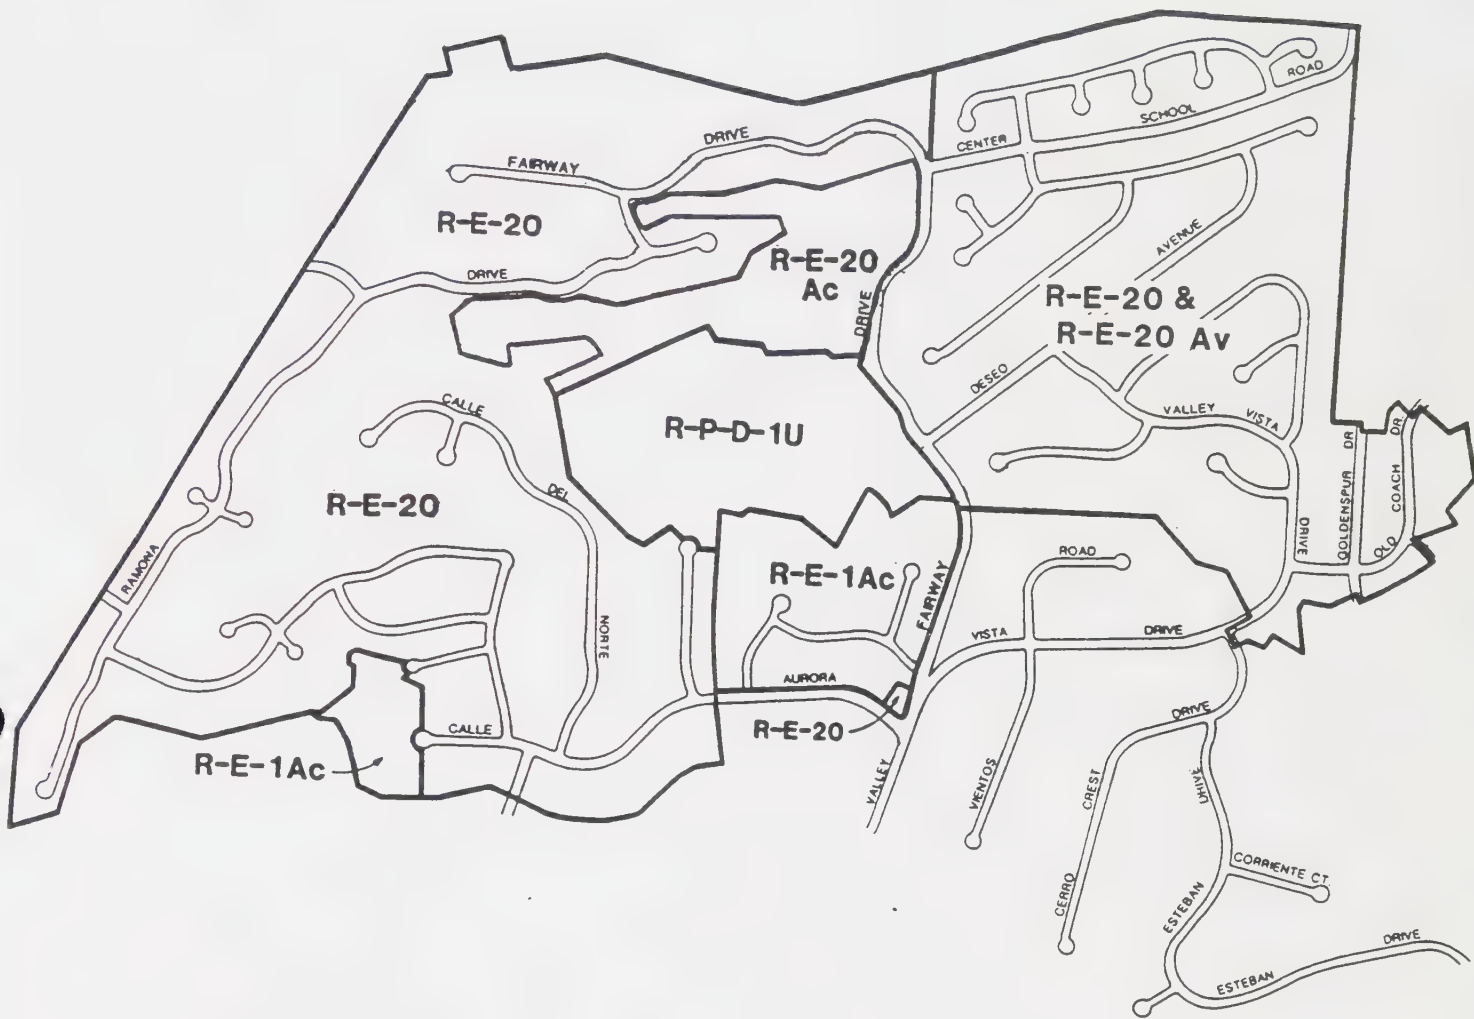 ROAD
SCHOOL
CENTER
DRIVE
FAIRWAY
R-E-20
AVENUE
R-E-20
Ac
DRIVE
DRIVE
R-E-20 &
R-E-20 Av
DESEO
CALLE
VALLEY
VISTA
R-P-D-1U
DR
DR
GOLDENSPUR
COACH
OLD
DEL
R-E-20
DRIVE
ROAD
RAMONA
R-E-1Ac
FAIRWAY
NORTE
VISTA
DRIVE
AURORA
R-E-20
CALLE
R-E-1Ac
DRIVE
VALLEY
VIENTOS
CREST
CERRO
CORRIENTE CT.
ESTEBAN
DRIVE
ESTEBAN